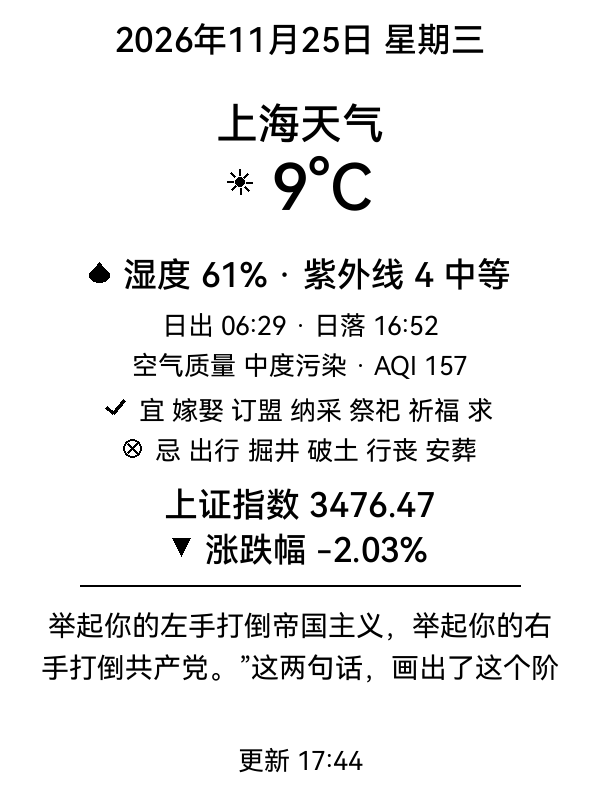 2026年11月25日 星期三
上海天气
9°C
湿度 61% · 紫外线 4 中等
日出 06:29 · 日落 16:52
空气质量 中度污染 · AQI 157
宜 嫁娶 订盟 纳采 祭祀 祈福 求
忌 出行 掘井 破土 行丧 安葬
上证指数 3476.47
▼ 涨跌幅 -2.03%
举起你的左手打倒帝国主义，举起你的右
手打倒共产党。”这两句话，画出了这个阶
更新 17:44